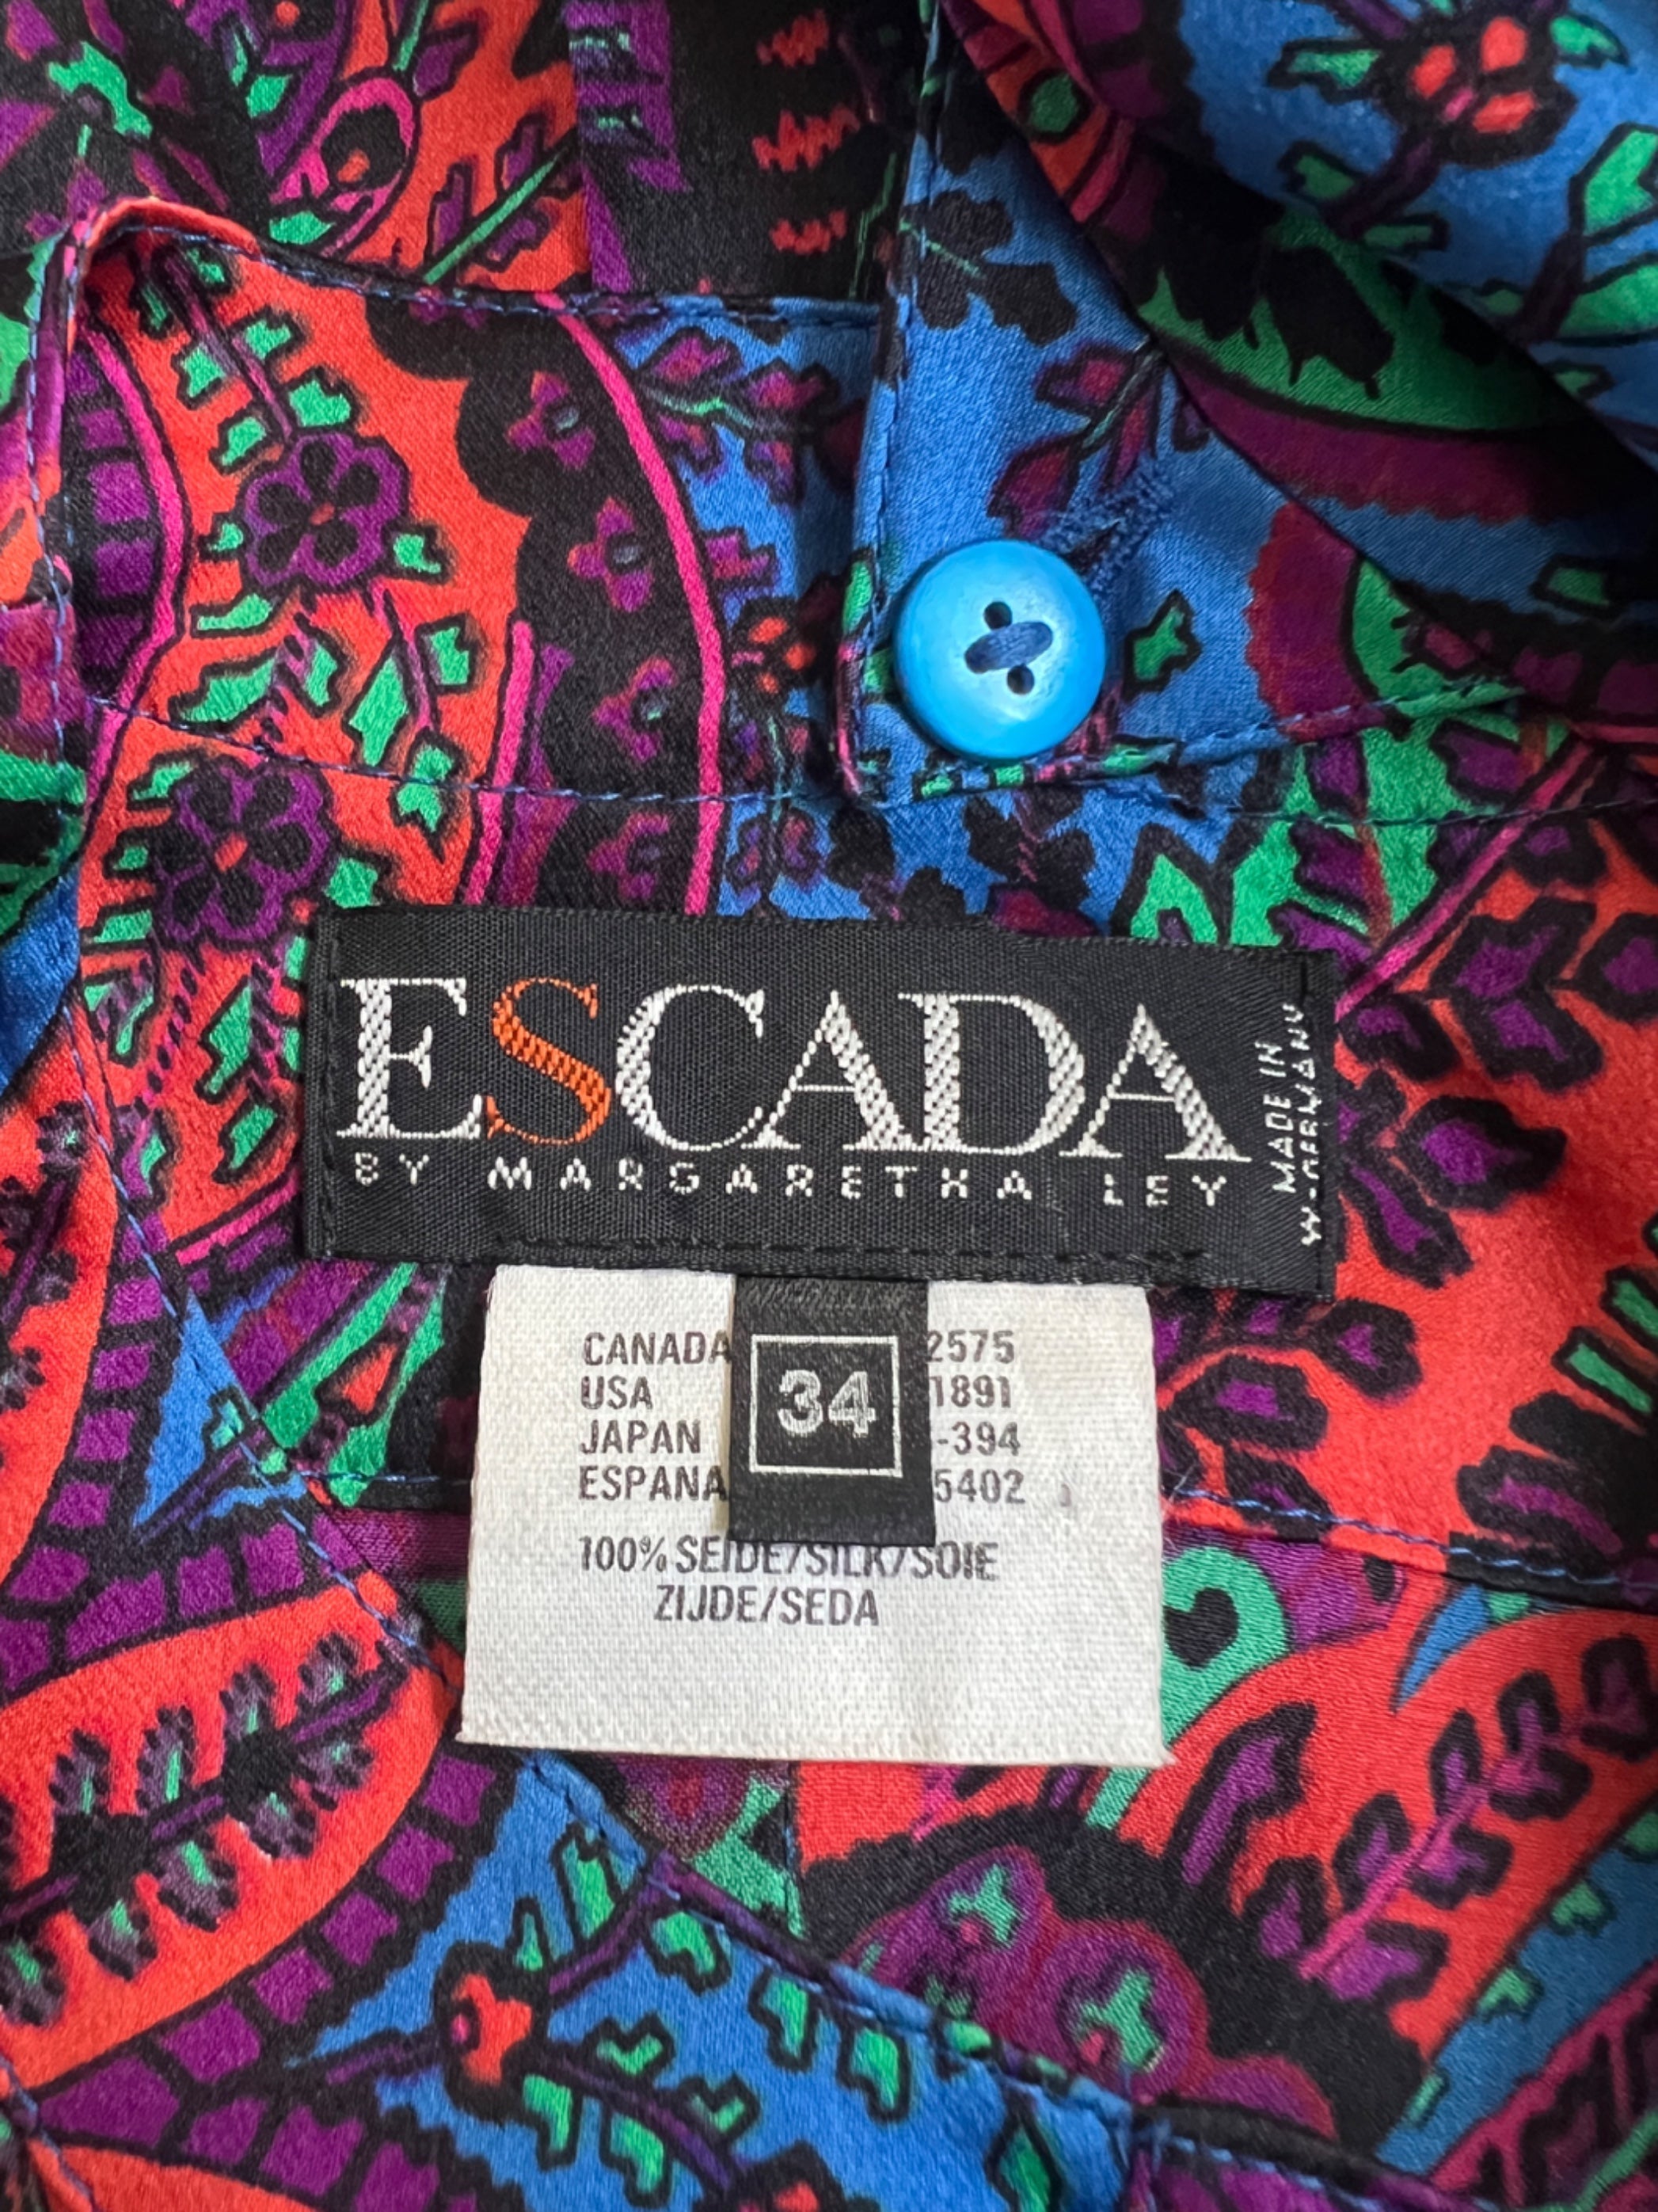 ESCADA
BY MARGARETHA LEY
MADE IN
W-GERMANY
CANADA 2575
USA 1891
34
JAPAN -394
ESPANA 5402
100% SEIDE/SILK/SOIE
ZIJDE/SEDA